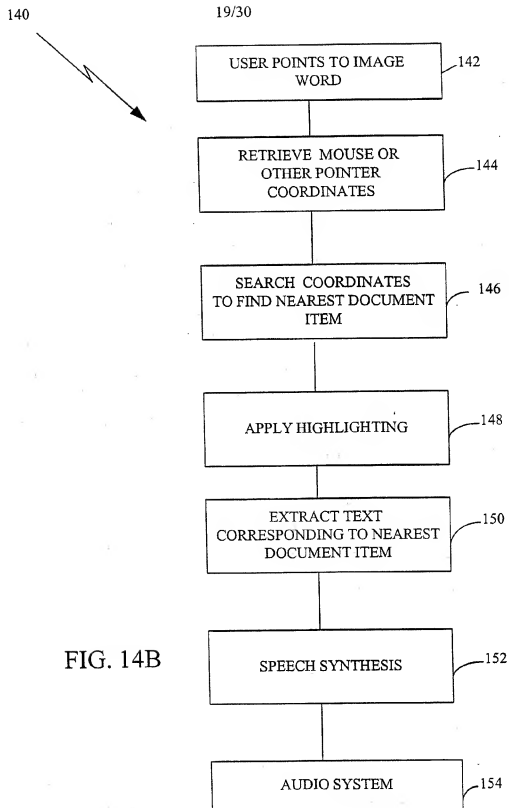 140
19/30
USER POINTS TO IMAGE
WORD
142
RETRIEVE MOUSE OR
OTHER POINTER
COORDINATES
144
SEARCH COORDINATES
TO FIND NEAREST DOCUMENT
ITEM
146
APPLY HIGHLIGHTING
148
EXTRACT TEXT
CORRESPONDING TO NEAREST
DOCUMENT ITEM
150
FIG. 14B
SPEECH SYNTHESIS
152
AUDIO SYSTEM
154